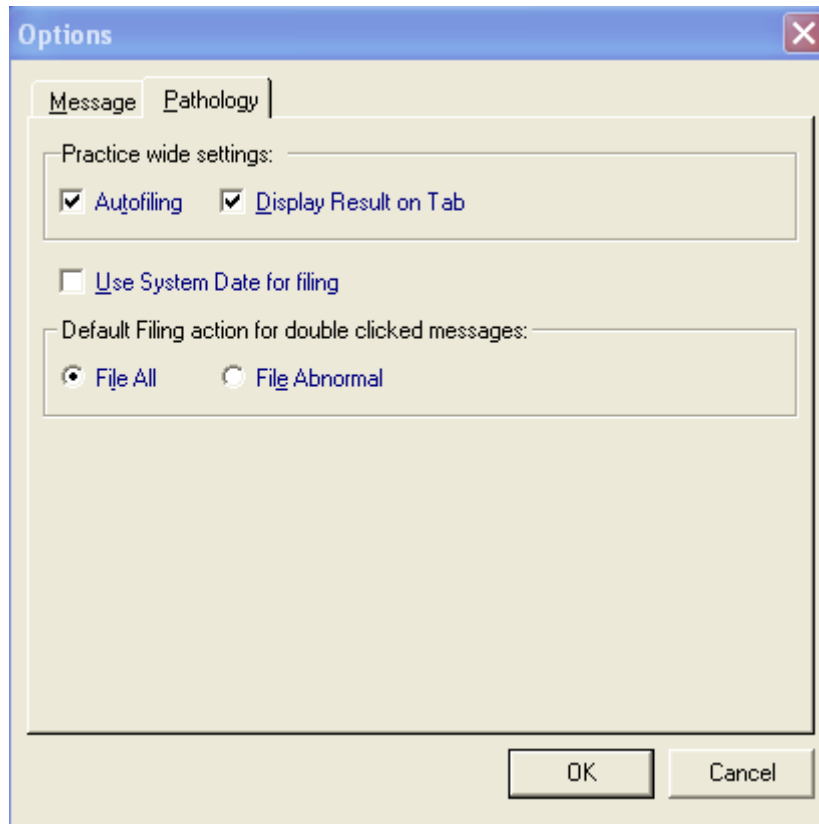 Options
Message Pathology
Practice wide settings:
Autofiling Display Result on Tab
Use System Date for filing
Default Filing action for double clicked messages:
File All File Abnormal
OK Cancel